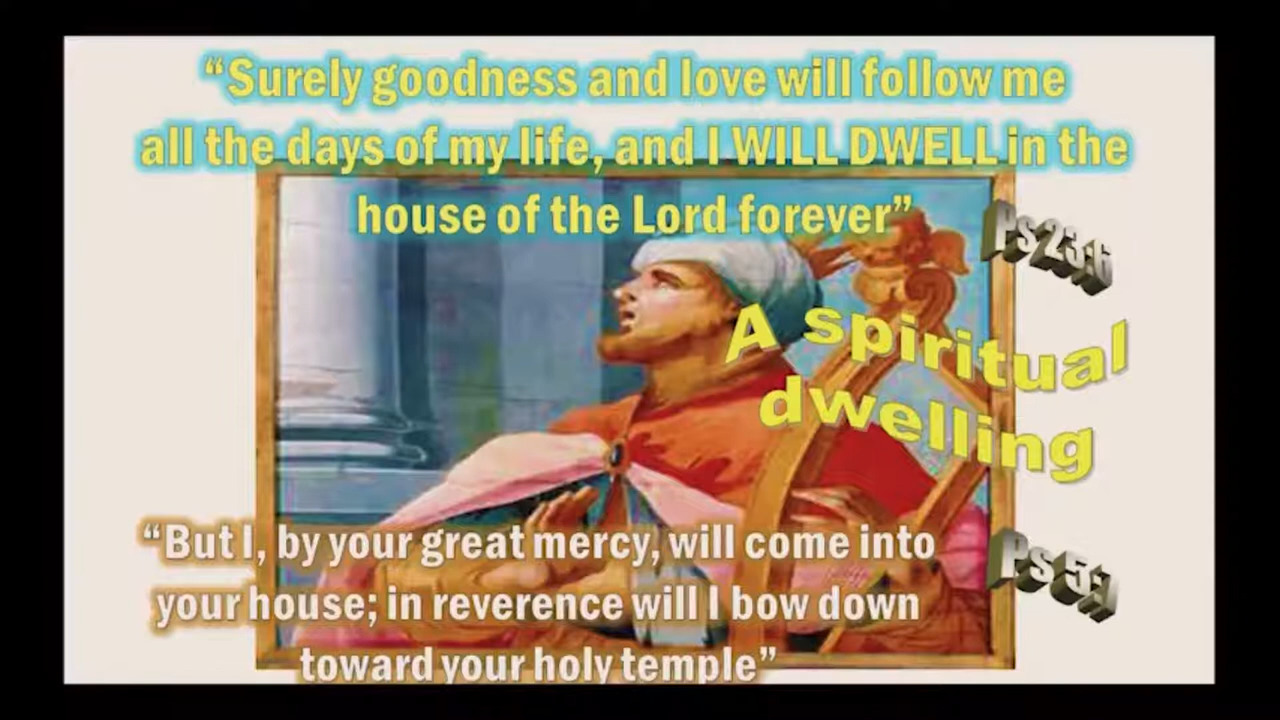 “Surely goodness and love will follow me
all the days of my life, and I WILL DWELL in the
house of the Lord forever”
Ps 23:6
A spiritual
dwelling
“But I, by your great mercy, will come into
your house; in reverence will I bow down
toward your holy temple”
Ps 5:7